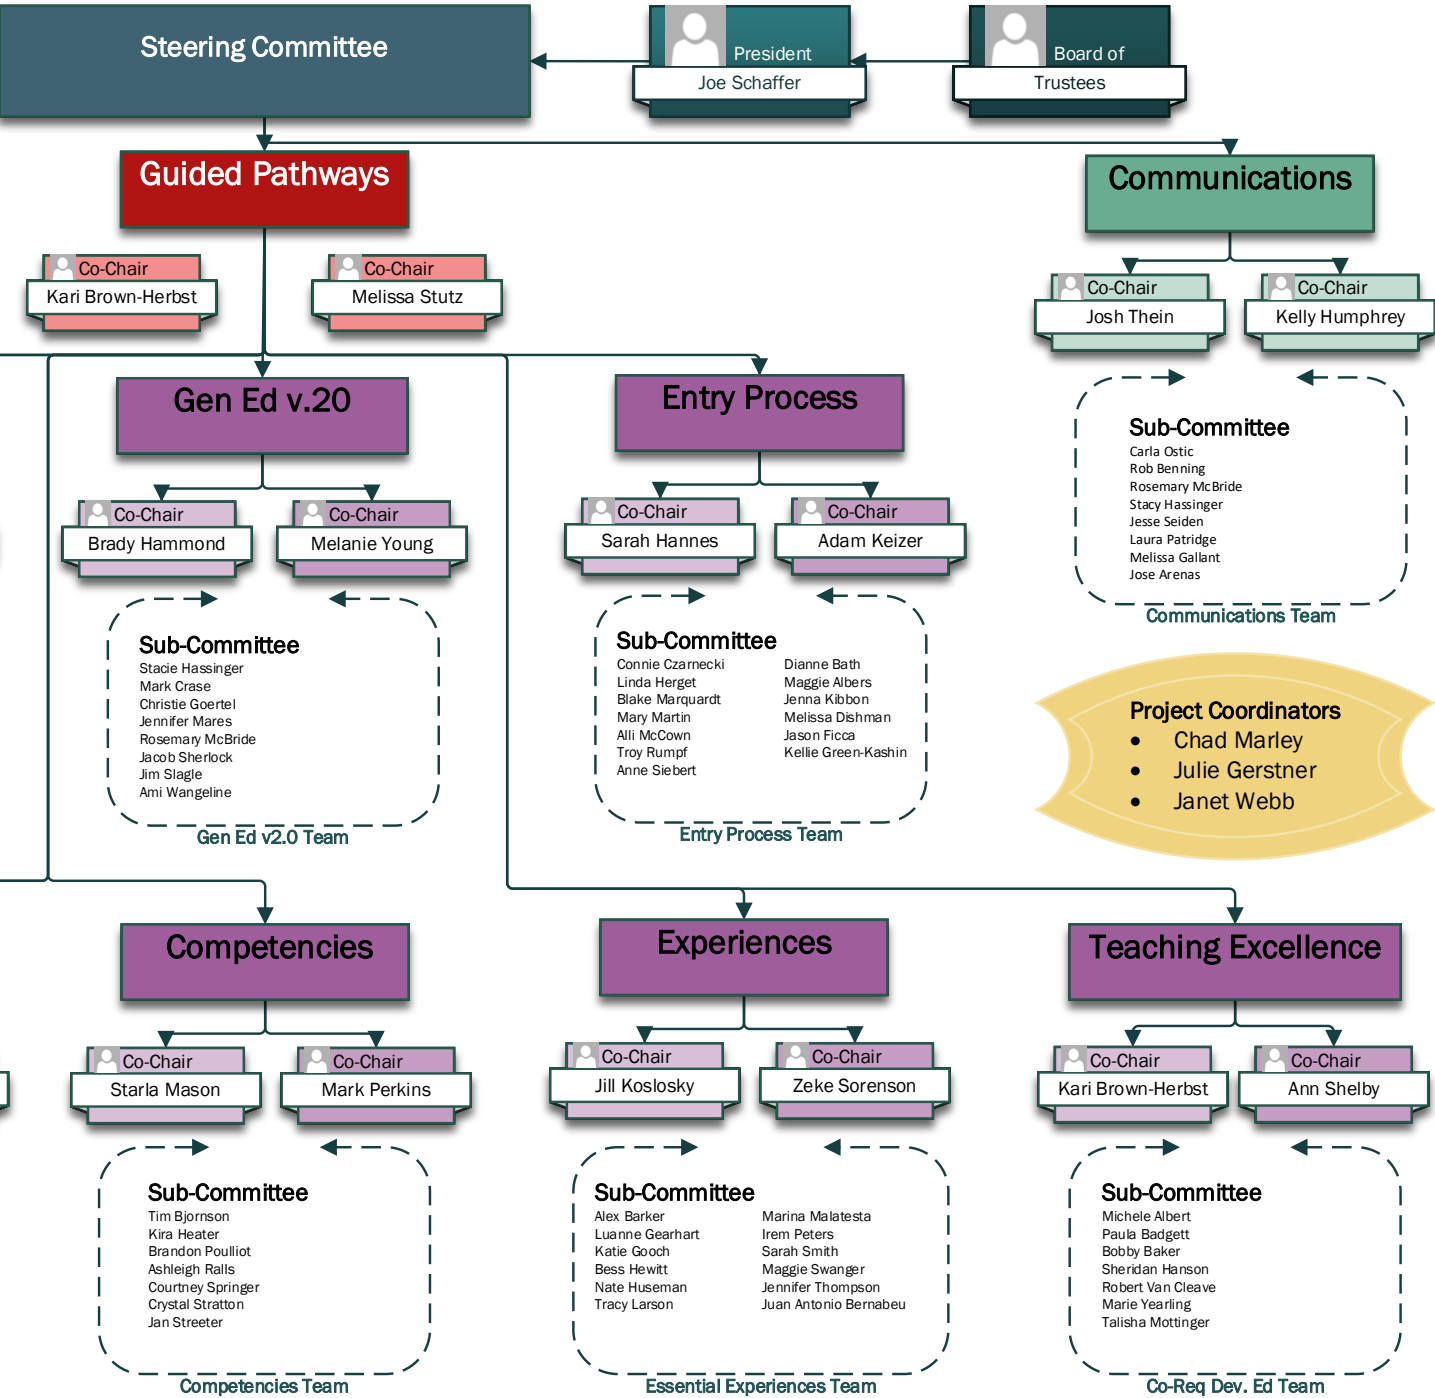 Steering Committee
President
Joe Schaffer
Board of
Trustees
Guided Pathways
Communications
Co-Chair
Kari Brown-Herbst
Co-Chair
Melissa Stutz
Co-Chair
Josh Thein
Co-Chair
Kelly Humphrey
Sub-Committee
Carla Ostic
Rob Benning
Rosemary McBride
Stacy Hassinger
Jesse Seiden
Laura Patridge
Melissa Gallant
Jose Arenas
Communications Team
Gen Ed v.20
Co-Chair
Brady Hammond
Co-Chair
Melanie Young
Sub-Committee
Stacie Hassinger
Mark Crase
Christie Goertel
Jennifer Mares
Rosemary McBride
Jacob Sherlock
Jim Slagle
Ami Wangeline
Gen Ed v2.0 Team
Entry Process
Co-Chair
Sarah Hannes
Co-Chair
Adam Keizer
Sub-Committee
Connie Czarnecki
Linda Herget
Blake Marquardt
Mary Martin
Alli McCown
Troy Rumpf
Anne Siebert
Dianne Bath
Maggie Albers
Jenna Kibbon
Melissa Dishman
Jason Ficca
Kellie Green-Kashin
Entry Process Team
Project Coordinators
• Chad Marley
• Julie Gerstner
• Janet Webb
Competencies
Co-Chair
Starla Mason
Co-Chair
Mark Perkins
Sub-Committee
Tim Bjornson
Kira Heater
Brandon Poulliot
Ashleigh Ralls
Courtney Springer
Crystal Stratton
Jan Streeter
Competencies Team
Experiences
Co-Chair
Jill Koslosky
Co-Chair
Zeke Sorenson
Sub-Committee
Alex Barker
Luanne Gearhart
Katie Gooch
Bess Hewitt
Nate Huseman
Tracy Larson
Marina Malatesta
Irem Peters
Sarah Smith
Maggie Swanger
Jennifer Thompson
Juan Antonio Bernabeu
Essential Experiences Team
Teaching Excellence
Co-Chair
Kari Brown-Herbst
Co-Chair
Ann Shelby
Sub-Committee
Michele Albert
Paula Badgett
Bobby Baker
Sheridan Hanson
Robert Van Cleave
Marie Yearling
Talisha Mottinger
Co-Req Dev. Ed Team